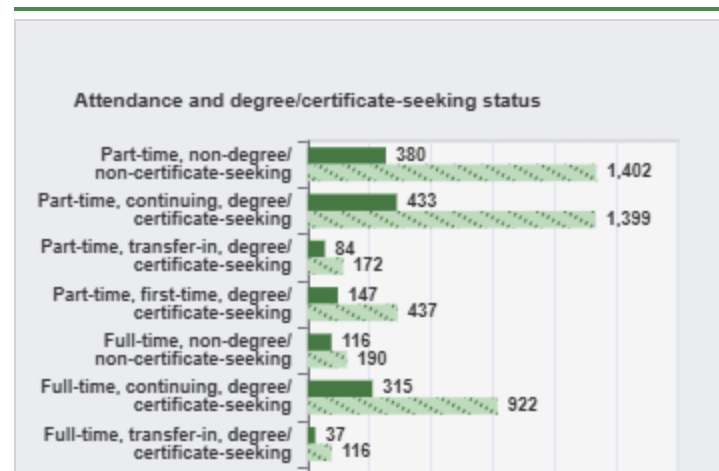 Attendance and degree/certificate-seeking status
Part-time, non-degree/
non-certificate-seeking
380
1,402
Part-time, continuing, degree/
certificate-seeking
433
1,399
Part-time, transfer-in, degree/
certificate-seeking
84
172
Part-time, first-time, degree/
certificate-seeking
147
437
Full-time, non-degree/
non-certificate-seeking
116
190
Full-time, continuing, degree/
certificate-seeking
315
922
Full-time, transfer-in, degree/
certificate-seeking
37
116